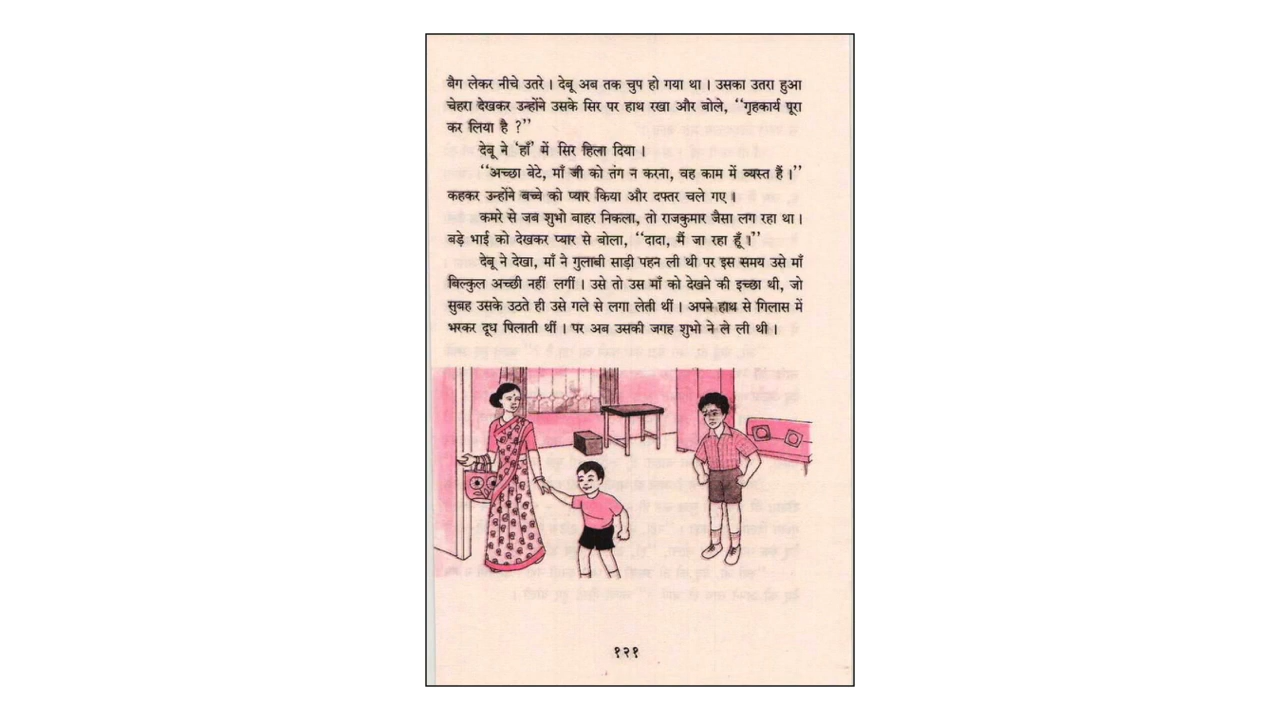 बैग लेकर नीचे उतरे । देबू अब तक चुप हो गया था । उसका उतरा हुआ
चेहरा देखकर उन्होंने उसके सिर पर हाथ रखा और बोले, “गृहकार्य पूरा
कर लिया है ?”
देबू ने ‘हाँ’ में सिर हिला दिया ।
“अच्छा बेटे, माँ जी को तंग न करना, वह काम में व्यस्त हैं ।”
कहकर उन्होंने बच्चे को प्यार किया और दफ्तर चले गए ।
कमरे से जब शुभो बाहर निकला, तो राजकुमार जैसा लग रहा था ।
बड़े भाई को देखकर प्यार से बोला, “दादा, मैं जा रहा हूँ ।”
देबू ने देखा, माँ ने गुलाबी साड़ी पहन ली थी पर इस समय उसे माँ
बिल्कुल अच्छी नहीं लगीं । उसे तो उस माँ को देखने की इच्छा थी, जो
सुबह उसके उठते ही उसे गले से लगा लेती थीं । अपने हाथ से गिलास में
भरकर दूध पिलाती थीं । पर अब उसकी जगह शुभो ने ले ली थी ।
१२१